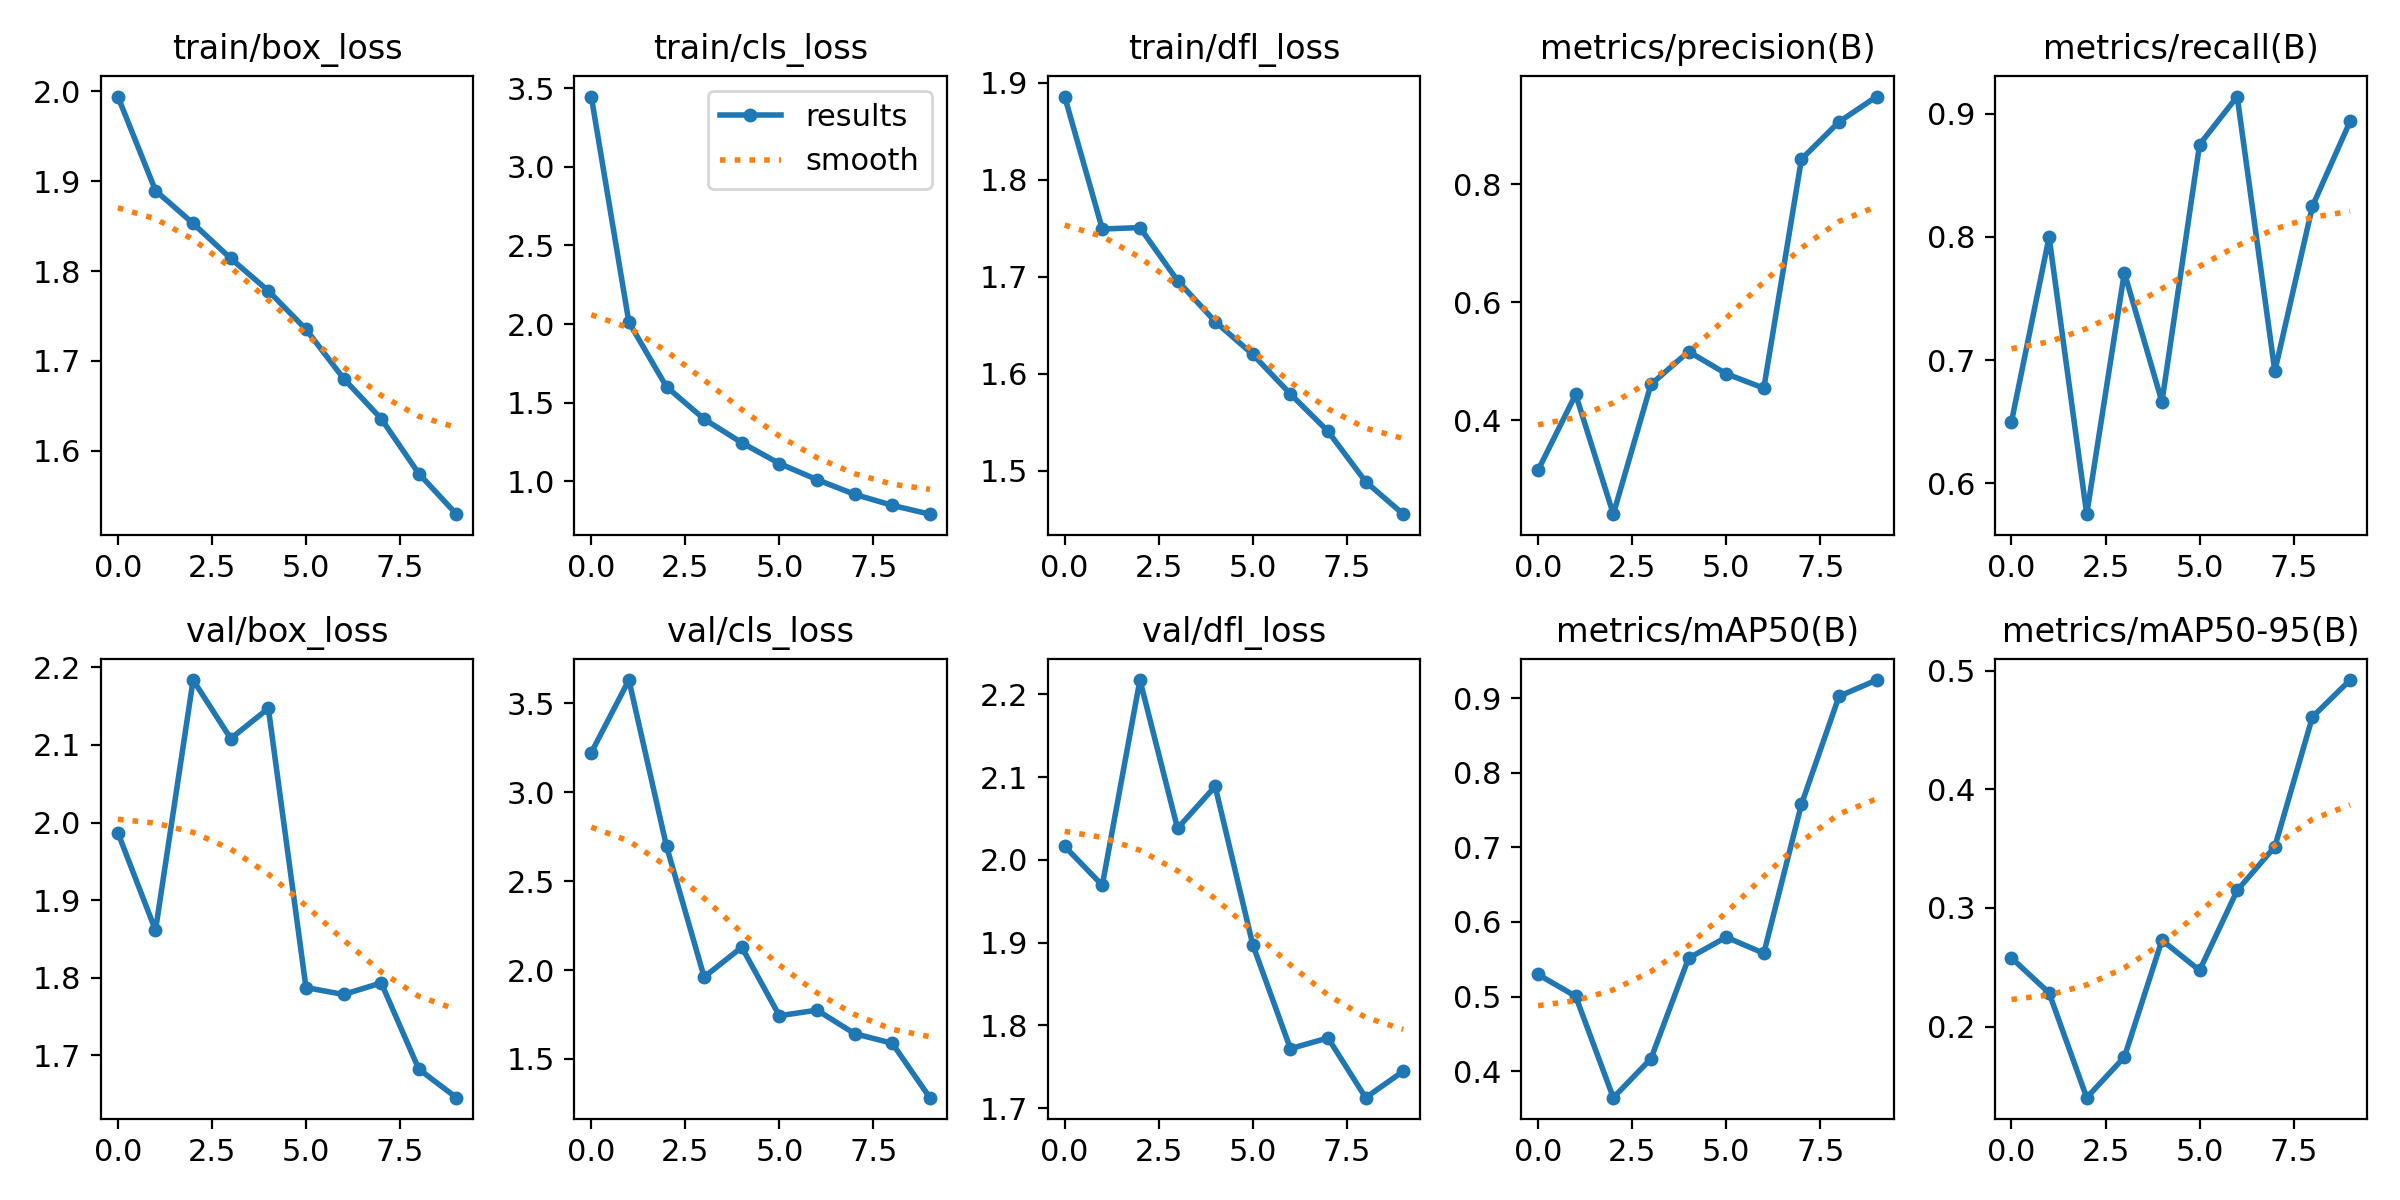 train/box_loss
2.0
1.9
1.8
1.7
1.6
0.0 2.5 5.0 7.5
train/cls_loss
results
smooth
3.5
3.0
2.5
2.0
1.5
1.0
0.0 2.5 5.0 7.5
train/dfl_loss
1.9
1.8
1.7
1.6
1.5
0.0 2.5 5.0 7.5
metrics/precision(B)
0.8
0.6
0.4
0.0 2.5 5.0 7.5
metrics/recall(B)
0.9
0.8
0.7
0.6
0.0 2.5 5.0 7.5
val/box_loss
2.2
2.1
2.0
1.9
1.8
1.7
0.0 2.5 5.0 7.5
val/cls_loss
3.5
3.0
2.5
2.0
1.5
0.0 2.5 5.0 7.5
val/dfl_loss
2.2
2.1
2.0
1.9
1.8
1.7
0.0 2.5 5.0 7.5
metrics/mAP50(B)
0.9
0.8
0.7
0.6
0.5
0.4
0.0 2.5 5.0 7.5
metrics/mAP50-95(B)
0.5
0.4
0.3
0.2
0.0 2.5 5.0 7.5